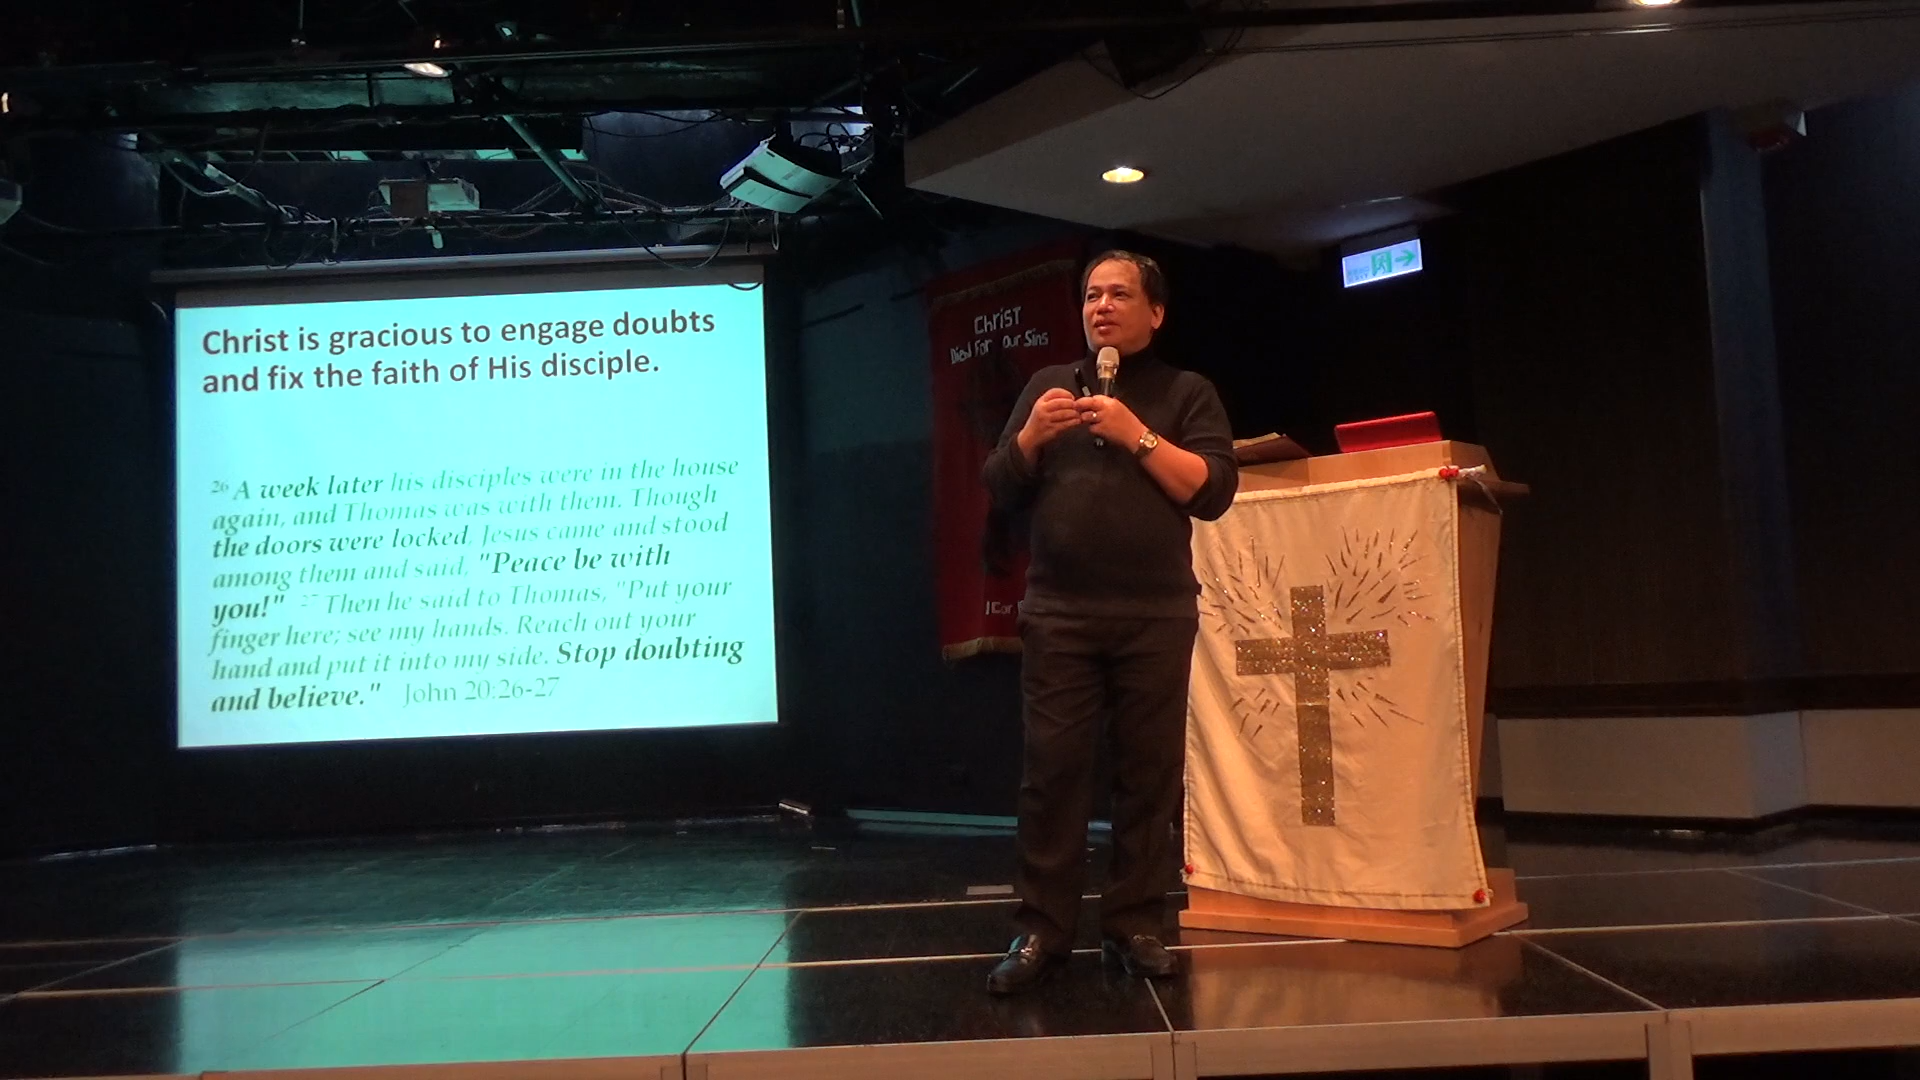 Christ is gracious to engage doubts
and fix the faith of His disciple.
26 A week later his disciples were in the house
again, and Thomas was with them. Though
the doors were locked, Jesus came and stood
among them and said, "Peace be with
you!" 27 Then he said to Thomas, "Put your
finger here; see my hands. Reach out your
hand and put it into my side. Stop doubting
and believe." John 20:26-27
Christ
Died For our Sins
1 Cor